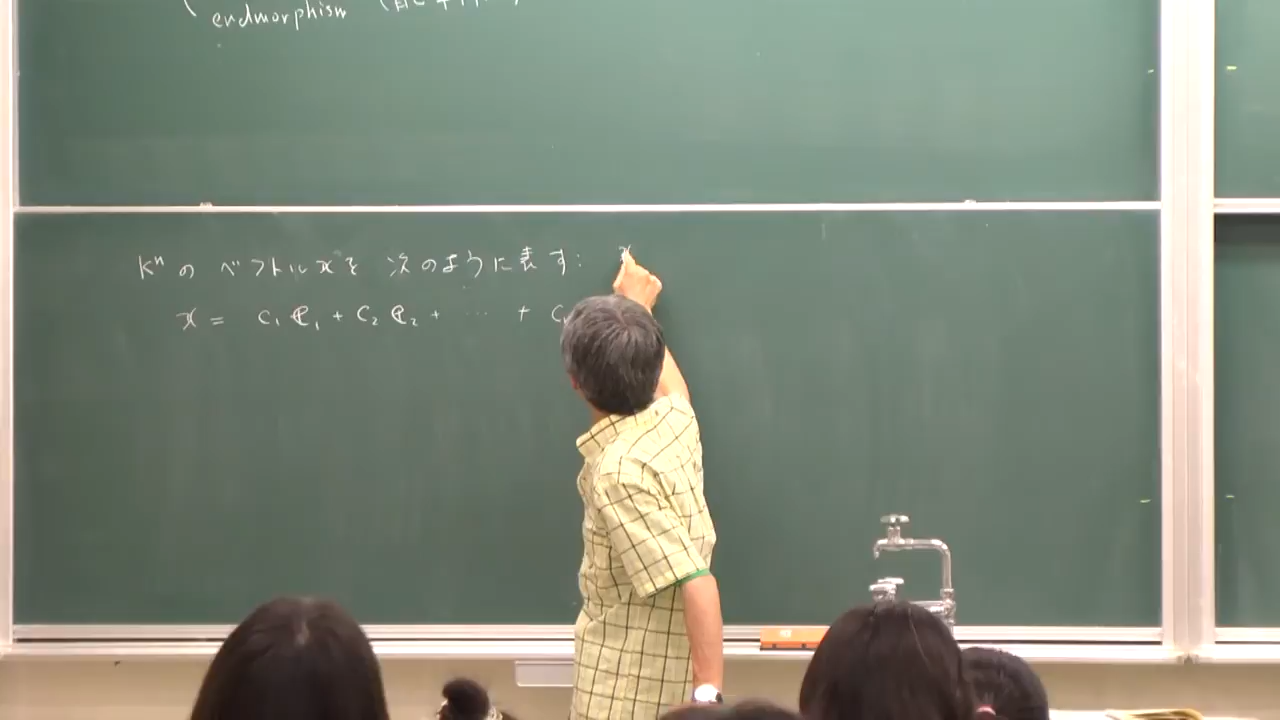 endmorphism
Kⁿ の ベクトル x を 次のように表す: x
x = c₁ e₁ + c₂ e₂ + ⋯ + c